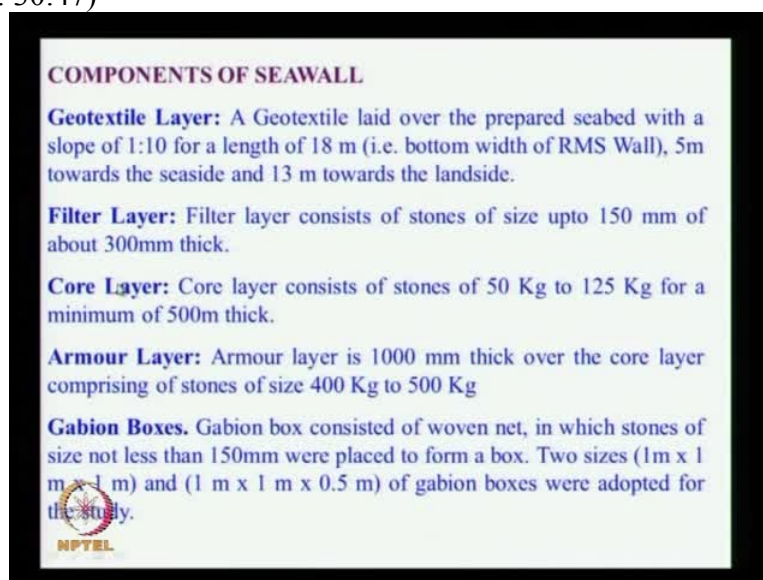 COMPONENTS OF SEAWALL
Geotextile Layer: A Geotextile laid over the prepared seabed with a
slope of 1:10 for a length of 18 m (i.e. bottom width of RMS Wall), 5m
towards the seaside and 13 m towards the landside.
Filter Layer: Filter layer consists of stones of size upto 150 mm of
about 300mm thick.
Core Layer: Core layer consists of stones of 50 Kg to 125 Kg for a
minimum of 500m thick.
Armour Layer: Armour layer is 1000 mm thick over the core layer
comprising of stones of size 400 Kg to 500 Kg
Gabion Boxes. Gabion box consisted of woven net, in which stones of
size not less than 150mm were placed to form a box. Two sizes (1m x 1
m x 1 m) and (1 m x 1 m x 0.5 m) of gabion boxes were adopted for
the study.
NPTEL